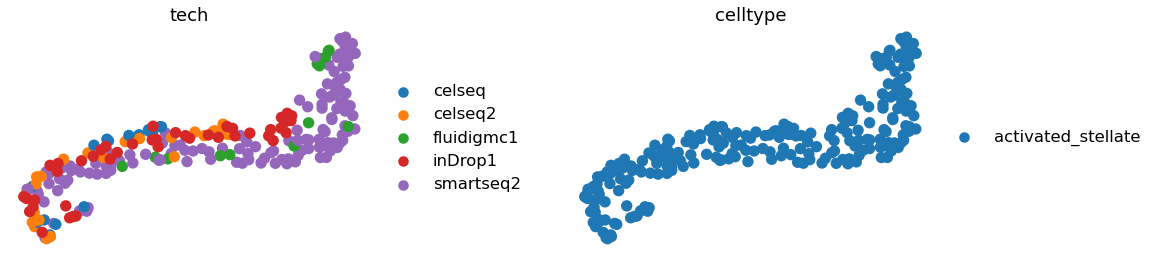 tech
celseq
celseq2
fluidigmc1
inDrop1
smartseq2
celltype
activated_stellate